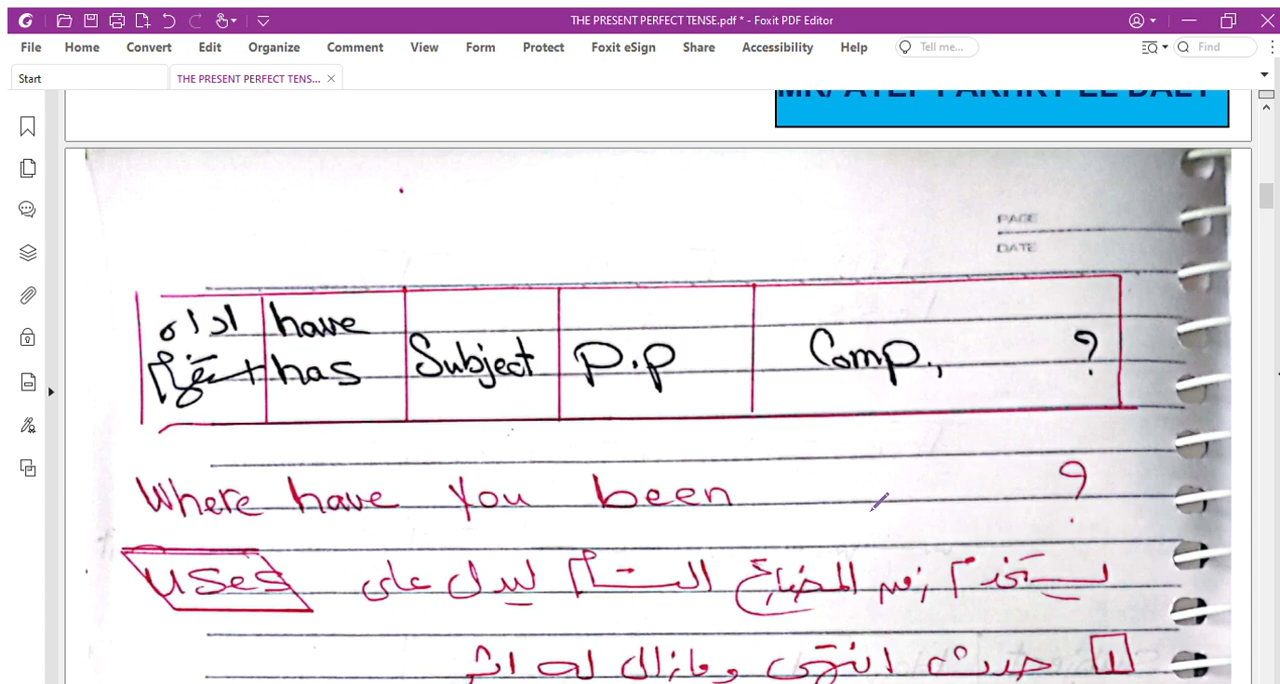 THE PRESENT PERFECT TENSE.pdf * - Foxit PDF Editor
File Home Convert Edit Organize Comment View Form Protect Foxit eSign Share Accessibility Help Tell me... Find
Start THE PRESENT PERFECT TENS...
PAGE
DATE
اداه have
استفهام has Subject P.P Comp., ?
Where have you been ?
uses يستخدم زمن المضارع التام ليدل على
1 حدث انتهى ومازال له اثر